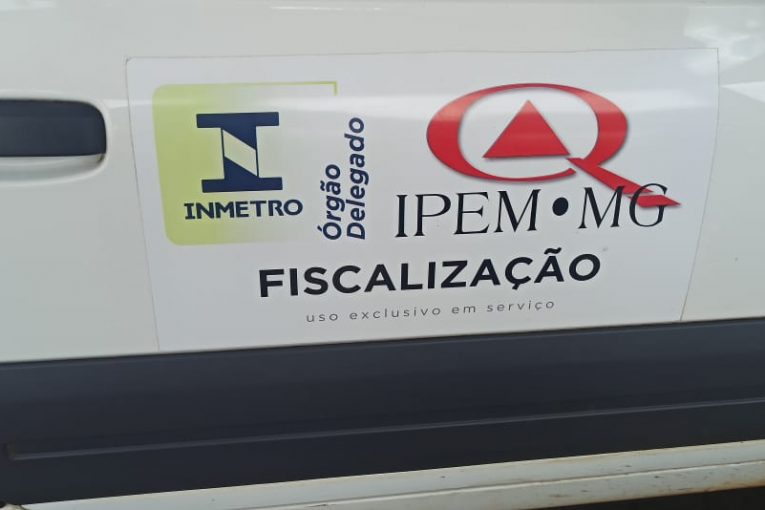 INMETRO
Órgão
Delegado
IPEM•MG
FISCALIZAÇÃO
uso exclusivo em serviço